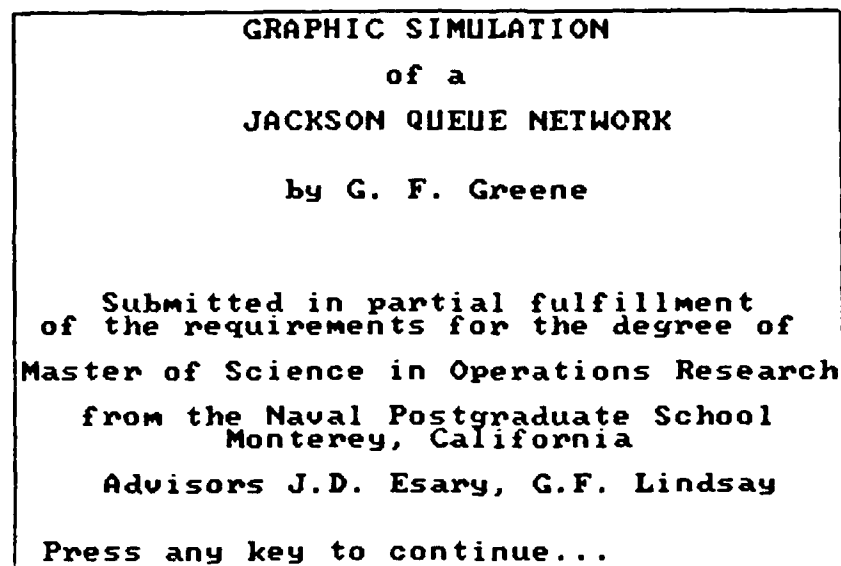 GRAPHIC SIMULATION
of a
JACKSON QUEUE NETWORK
by G. F. Greene
Submitted in partial fulfillment
of the requirements for the degree of
Master of Science in Operations Research
from the Naval Postgraduate School
Monterey, California
Advisors J.D. Esary, G.F. Lindsay
Press any key to continue...